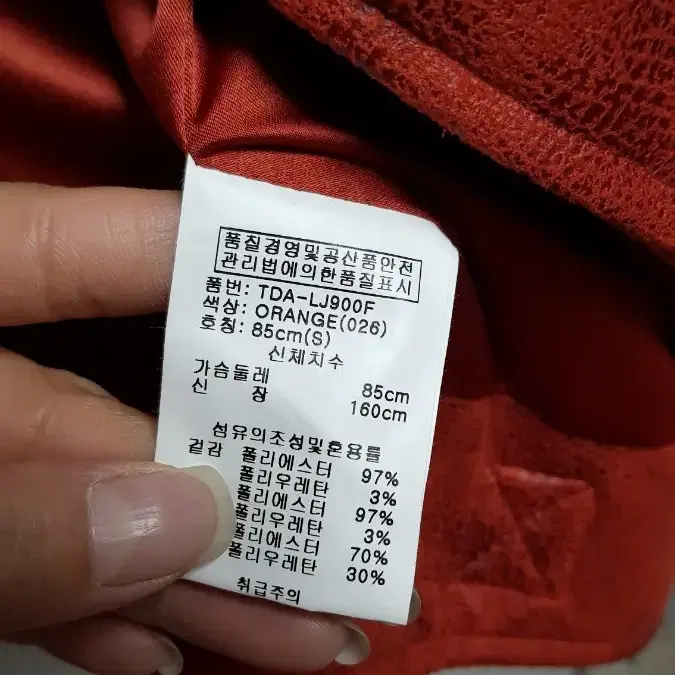 품질경영및공산품안전
관리법에의한품질표시
품번: TDA-LJ900F
색상: ORANGE(026)
호칭: 85cm(S)
신체치수
가슴둘레 85cm
신 장 160cm
섬유의조성및혼용률
겉감 폴리에스터 97%
폴리우레탄 3%
폴리에스터 97%
폴리우레탄 3%
폴리에스터 70%
폴리우레탄 30%
취급주의